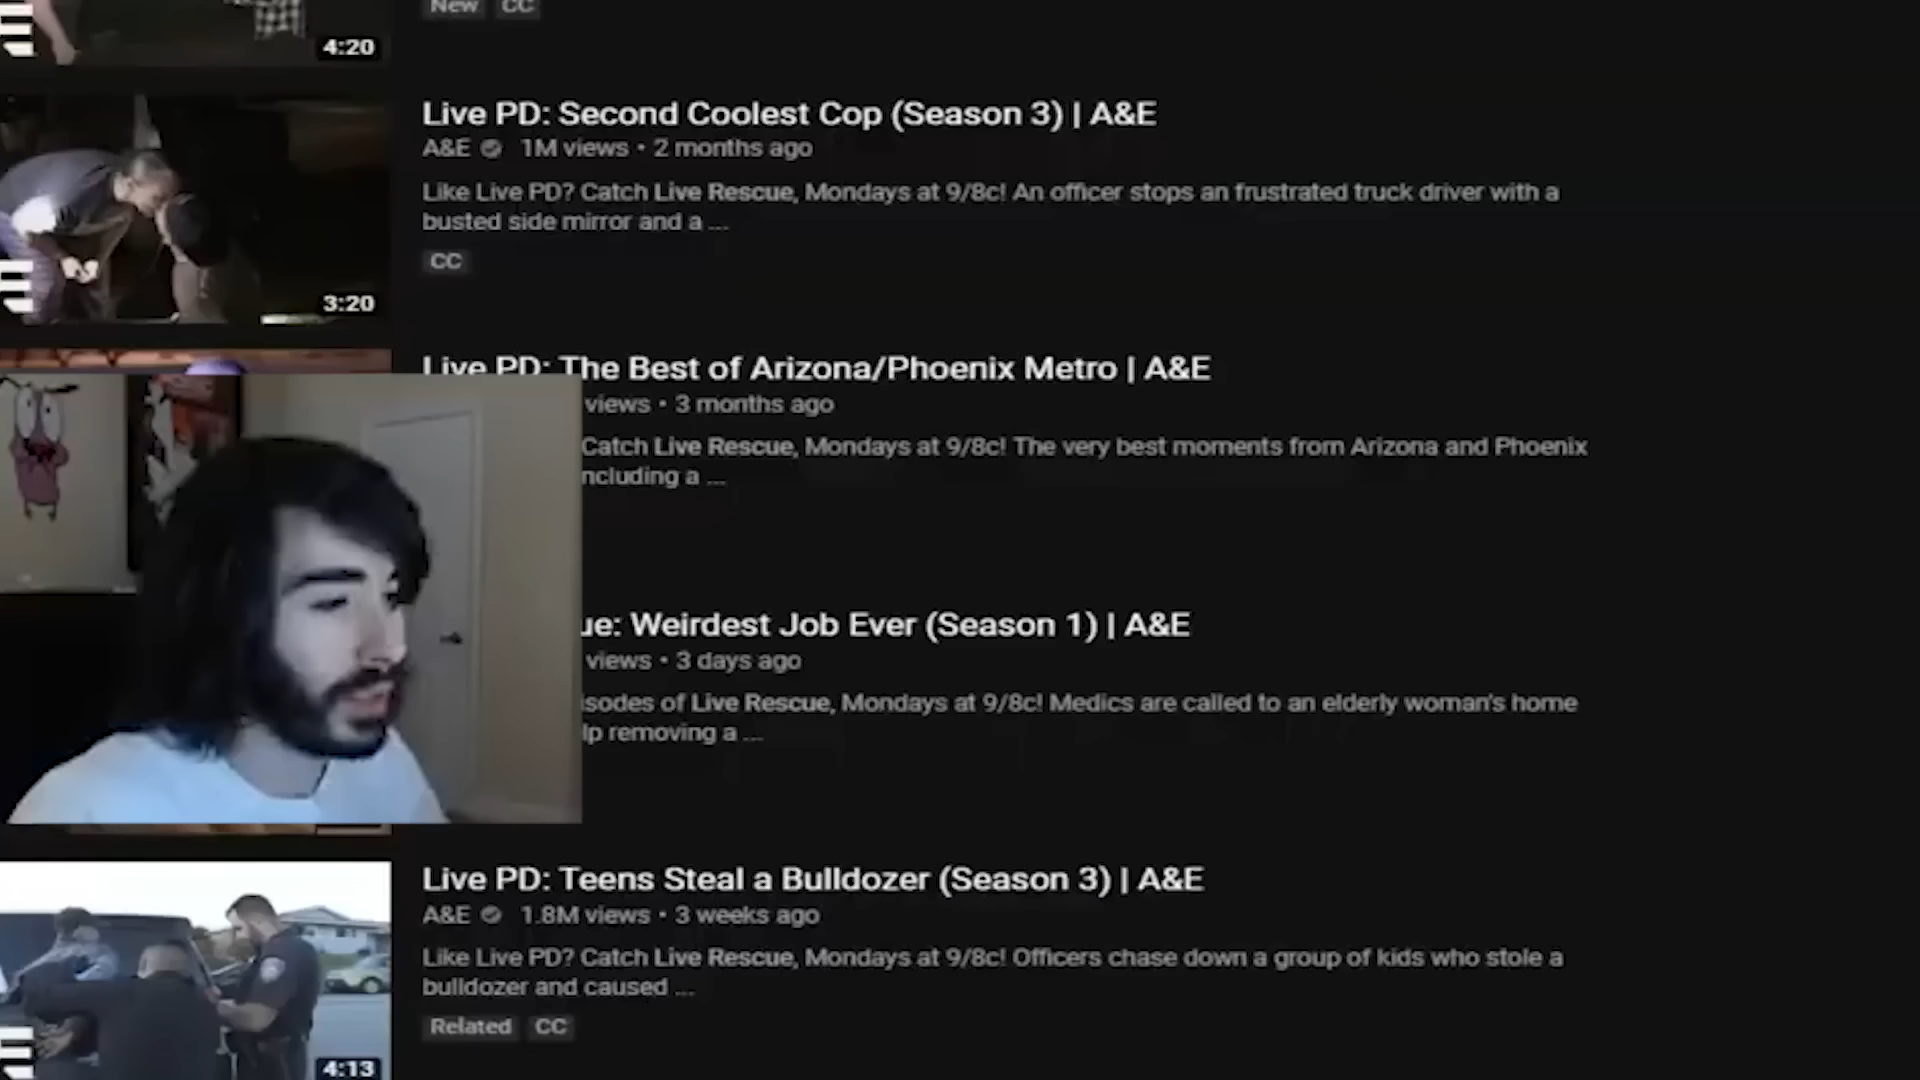 New CC
4:20
Live PD: Second Coolest Cop (Season 3) | A&E
A&E 1M views • 2 months ago
Like Live PD? Catch Live Rescue, Mondays at 9/8c! An officer stops an frustrated truck driver with a
busted side mirror and a ...
CC
3:20
Live PD: The Best of Arizona/Phoenix Metro | A&E
views • 3 months ago
Catch Live Rescue, Mondays at 9/8c! The very best moments from Arizona and Phoenix
ncluding a ...
ue: Weirdest Job Ever (Season 1) | A&E
views • 3 days ago
isodes of Live Rescue, Mondays at 9/8c! Medics are called to an elderly woman's home
lp removing a ...
Live PD: Teens Steal a Bulldozer (Season 3) | A&E
A&E 1.8M views • 3 weeks ago
Like Live PD? Catch Live Rescue, Mondays at 9/8c! Officers chase down a group of kids who stole a
bulldozer and caused ...
Related CC
4:13